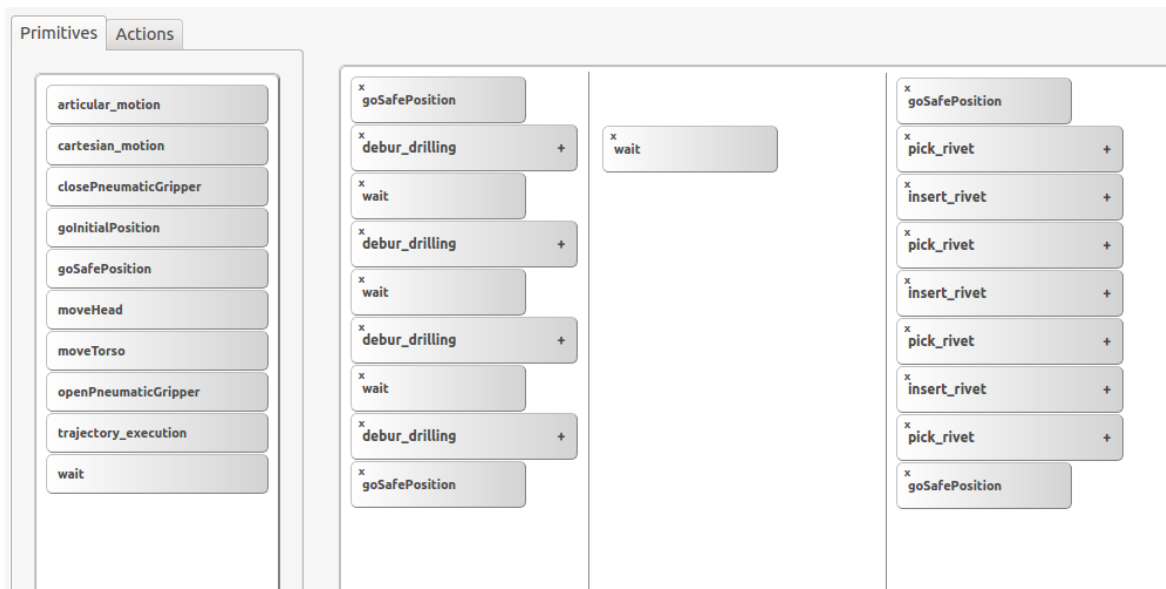 Primitives Actions
articular_motion
cartesian_motion
closePneumaticGripper
goInitialPosition
goSafePosition
moveHead
moveTorso
openPneumaticGripper
trajectory_execution
wait
x
goSafePosition
x
debur_drilling +
x
wait
x
debur_drilling +
x
wait
x
debur_drilling +
x
wait
x
debur_drilling +
x
goSafePosition
x
wait
x
goSafePosition
x
pick_rivet +
x
insert_rivet +
x
pick_rivet +
x
insert_rivet +
x
pick_rivet +
x
insert_rivet +
x
pick_rivet +
x
goSafePosition